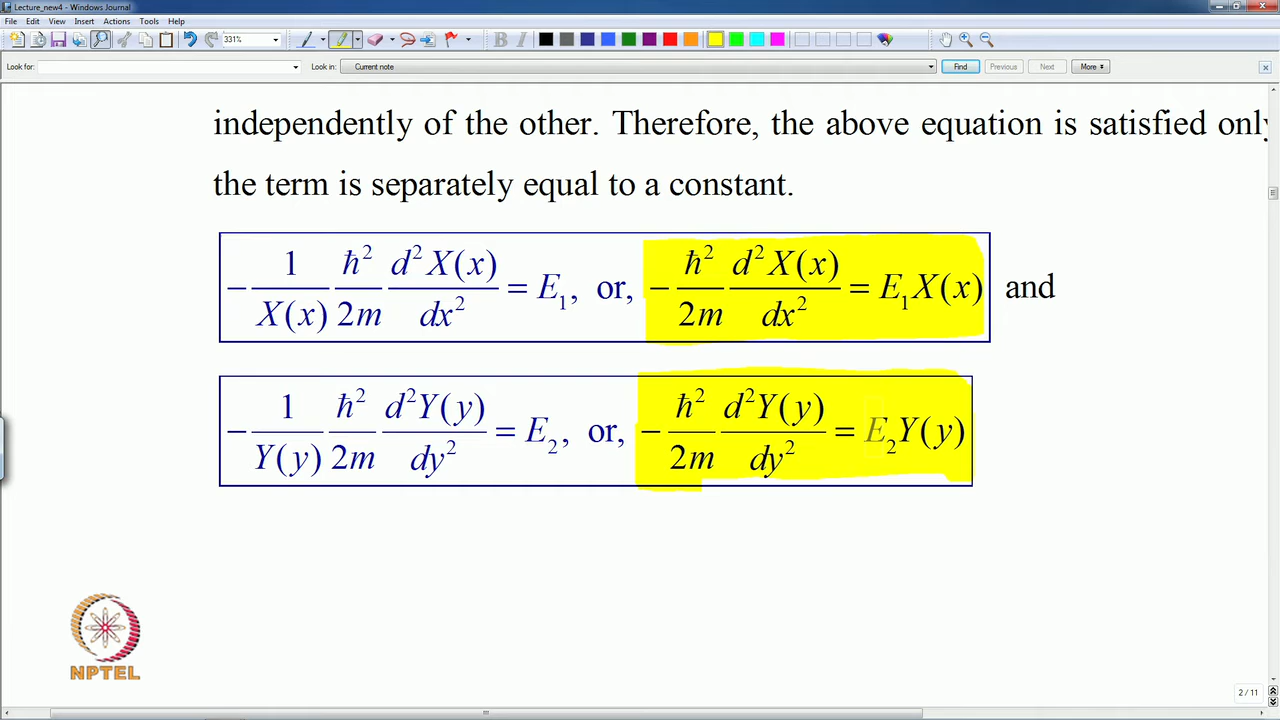 Lecture_new4 - Windows Journal
File Edit View Insert Actions Tools Help
331%
Look for: Look in: Current note Find Previous Next More
independently of the other. Therefore, the above equation is satisfied only
the term is separately equal to a constant.
−1/X(x) ħ²/2m d²X(x)/dx² = E₁, or, −ħ²/2m d²X(x)/dx² = E₁X(x) and
−1/Y(y) ħ²/2m d²Y(y)/dy² = E₂, or, −ħ²/2m d²Y(y)/dy² = E₂Y(y)
NPTEL
2 / 11